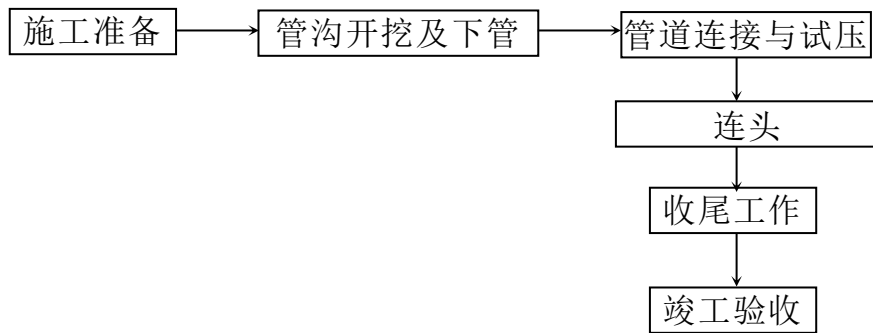 施工准备
管沟开挖及下管
管道连接与试压
连头
收尾工作
竣工验收